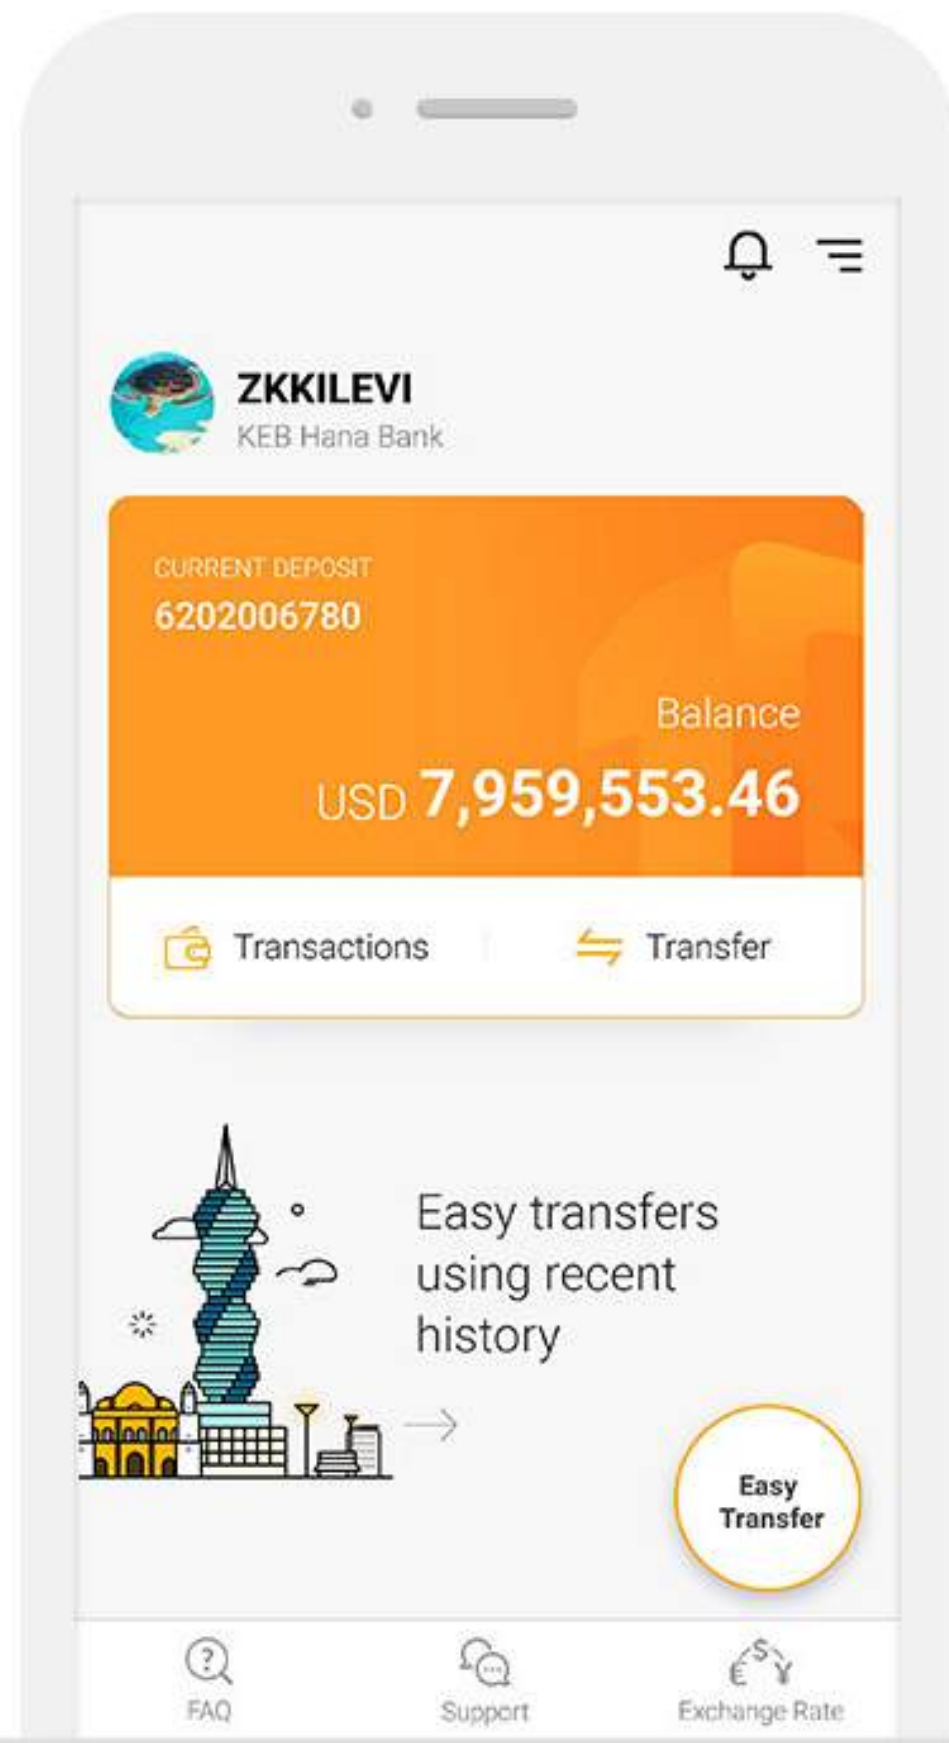 ZKKILEVI
KEB Hana Bank
CURRENT DEPOSIT
6202006780
Balance
USD 7,959,553.46
Transactions
Transfer
Easy transfers
using recent
history
Easy
Transfer
FAQ
Support
Exchange Rate